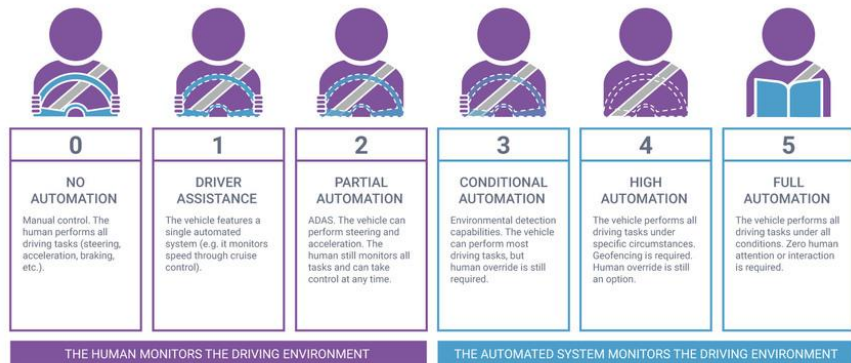 0
NO
AUTOMATION
Manual control. The
human performs all
driving tasks (steering,
acceleration, braking,
etc.).
1
DRIVER
ASSISTANCE
The vehicle features a
single automated
system (e.g. it monitors
speed through cruise
control).
2
PARTIAL
AUTOMATION
ADAS. The vehicle can
perform steering and
acceleration. The
human still monitors all
tasks and can take
control at any time.
3
CONDITIONAL
AUTOMATION
Environmental detection
capabilities. The vehicle
can perform most
driving tasks, but
human override is still
required.
4
HIGH
AUTOMATION
The vehicle performs all
driving tasks under
specific circumstances.
Geofencing is required.
Human override is still
an option.
5
FULL
AUTOMATION
The vehicle performs all
driving tasks under all
conditions. Zero human
attention or interaction
is required.
THE HUMAN MONITORS THE DRIVING ENVIRONMENT
THE AUTOMATED SYSTEM MONITORS THE DRIVING ENVIRONMENT